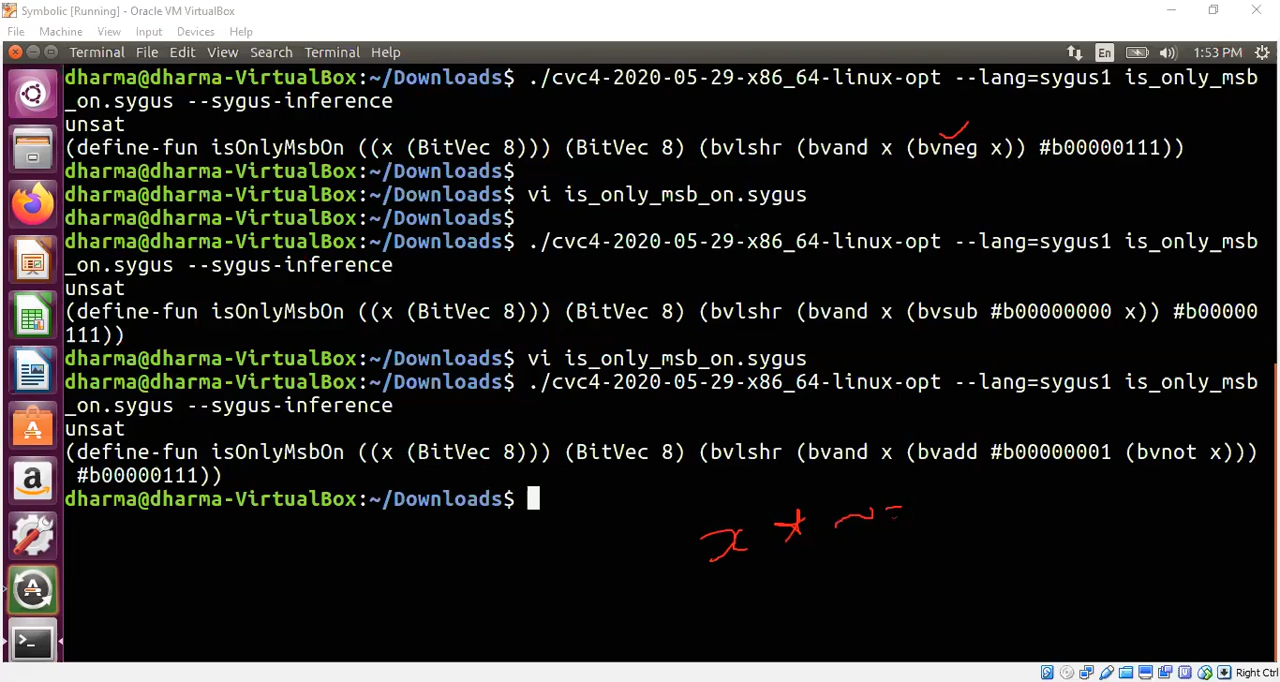 Symbolic [Running] - Oracle VM VirtualBox
File Machine View Input Devices Help
Terminal File Edit View Search Terminal Help En 1:53 PM
dharma@dharma-VirtualBox:~/Downloads$ ./cvc4-2020-05-29-x86_64-linux-opt --lang=sygus1 is_only_msb
_on.sygus --sygus-inference
unsat
(define-fun isOnlyMsbOn ((x (BitVec 8))) (BitVec 8) (bvlshr (bvand x (bvneg x)) #b00000111))
dharma@dharma-VirtualBox:~/Downloads$
dharma@dharma-VirtualBox:~/Downloads$ vi is_only_msb_on.sygus
dharma@dharma-VirtualBox:~/Downloads$
dharma@dharma-VirtualBox:~/Downloads$ ./cvc4-2020-05-29-x86_64-linux-opt --lang=sygus1 is_only_msb
_on.sygus --sygus-inference
unsat
(define-fun isOnlyMsbOn ((x (BitVec 8))) (BitVec 8) (bvlshr (bvand x (bvsub #b00000000 x)) #b00000
111))
dharma@dharma-VirtualBox:~/Downloads$ vi is_only_msb_on.sygus
dharma@dharma-VirtualBox:~/Downloads$ ./cvc4-2020-05-29-x86_64-linux-opt --lang=sygus1 is_only_msb
_on.sygus --sygus-inference
unsat
(define-fun isOnlyMsbOn ((x (BitVec 8))) (BitVec 8) (bvlshr (bvand x (bvadd #b00000001 (bvnot x)))
#b00000111))
dharma@dharma-VirtualBox:~/Downloads$
x * ~
Right Ctrl